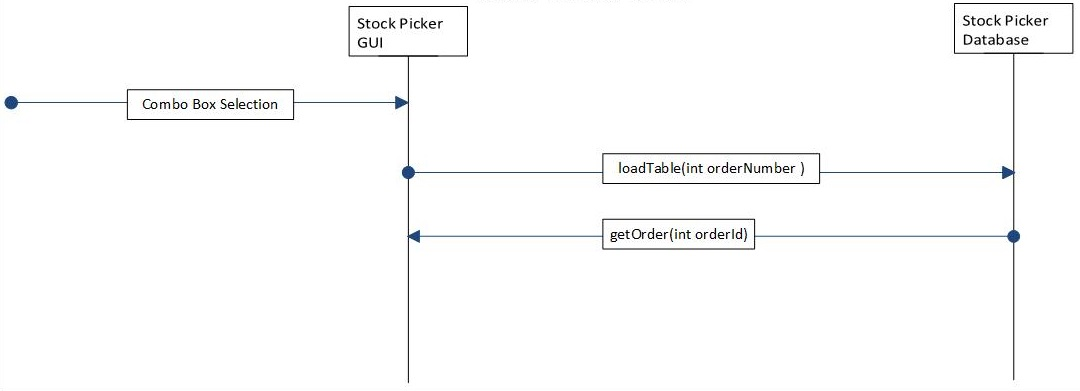 Stock Picker
GUI
Stock Picker
Database
Combo Box Selection
loadTable(int orderNumber )
getOrder(int orderId)